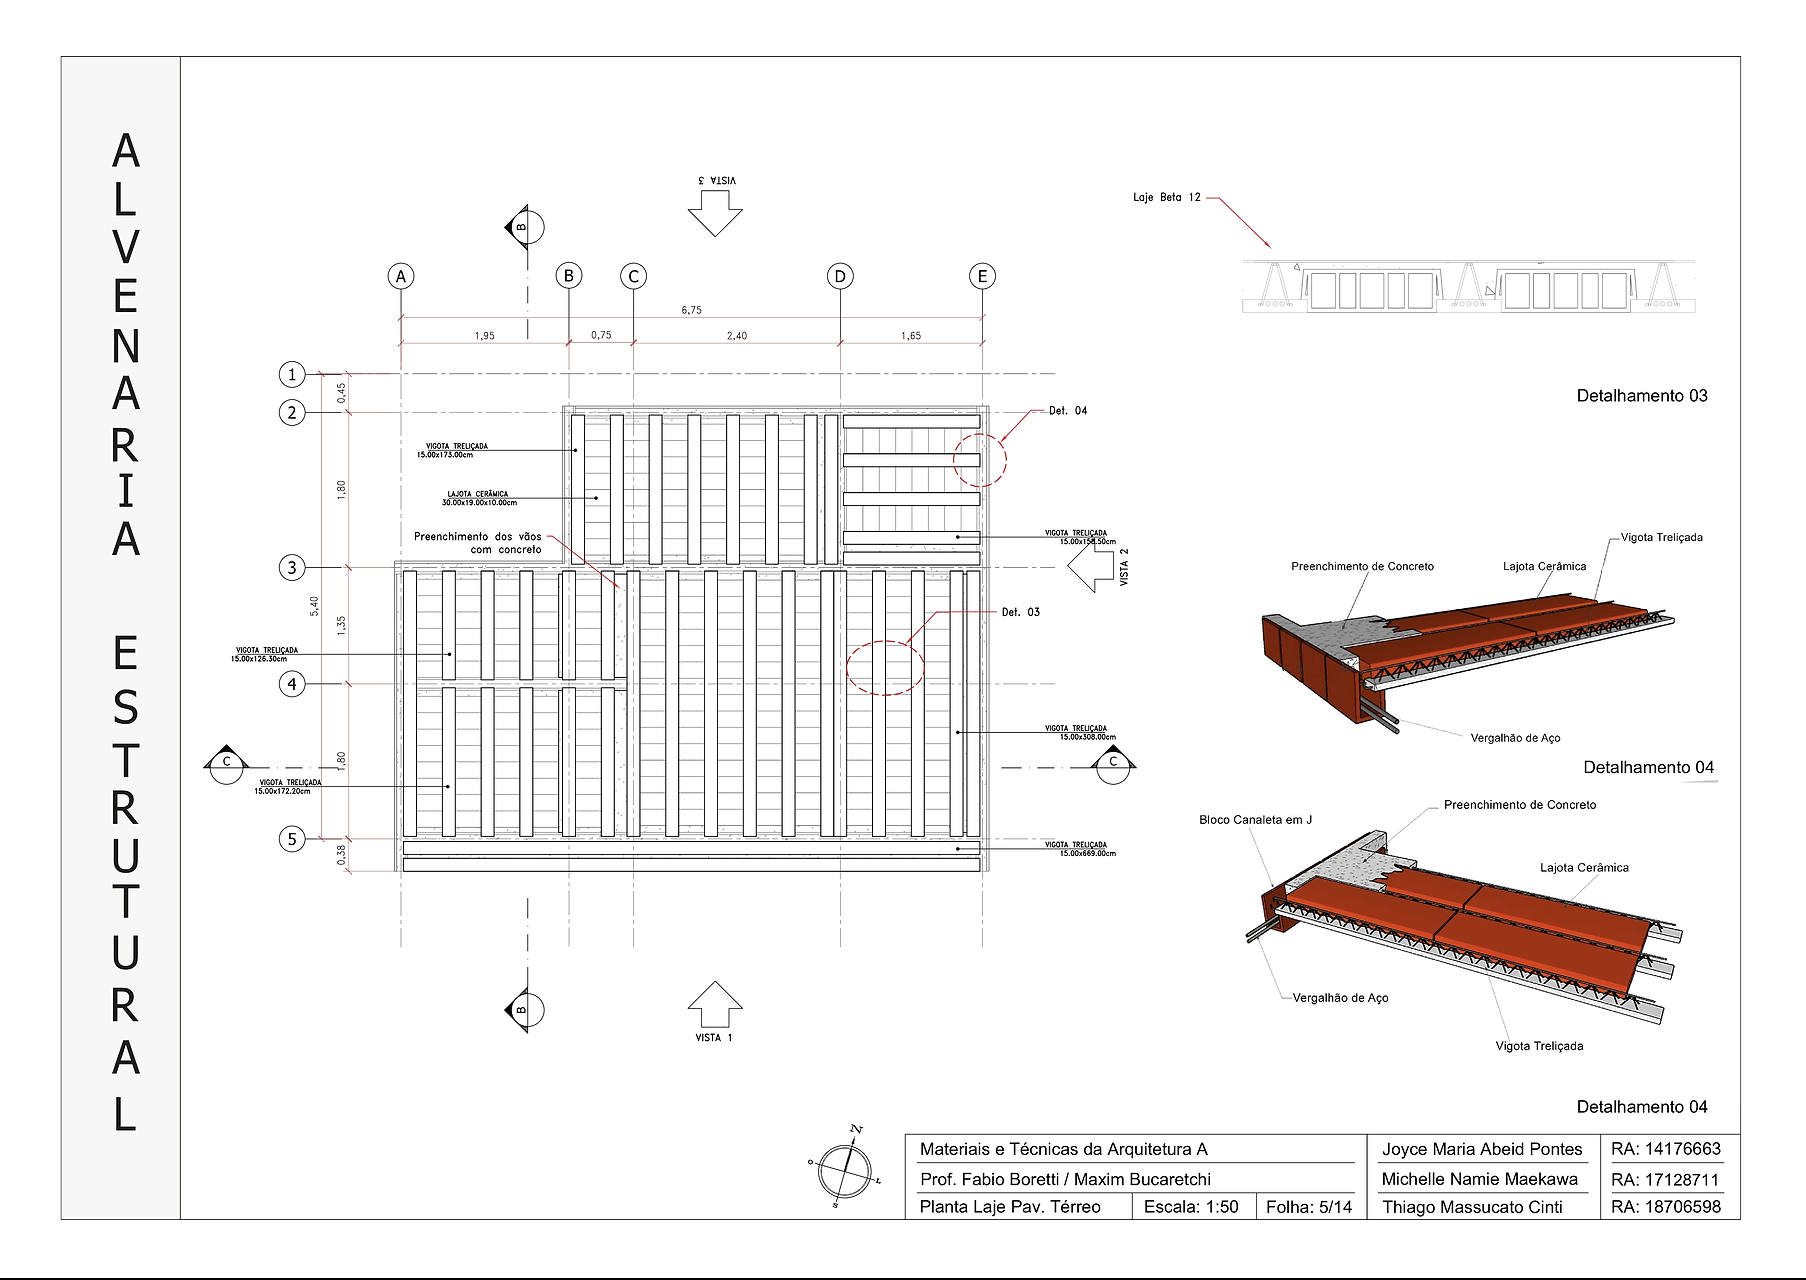 ALVENARIA ESTRUTURAL
VISTA 3
B
A
B
C
D
E
6,75
1,95
0,75
2,40
1,65
1
2
3
4
5
0,45
1,80
5,40
1,35
1,80
0,38
Det. 04
VIGOTA TRELIÇADA
15.00x173.00cm
LAJOTA CERÂMICA
30.00x19.00x10.00cm
Preenchimento dos vãos
com concreto
VIGOTA TRELIÇADA
VISTA 2
Det. 03
VIGOTA TRELIÇADA
15.00x126.30cm
VIGOTA TRELIÇADA
15.00x308.00cm
C
C
VIGOTA TRELIÇADA
15.00x172.20cm
VIGOTA TRELIÇADA
15.00x669.00cm
B
VISTA 1
Laje Beta 12
Detalhamento 03
Vigota Treliçada
Preenchimento de Concreto
Lajota Cerâmica
Vergalhão de Aço
Detalhamento 04
Preenchimento de Concreto
Bloco Canaleta em J
Lajota Cerâmica
Vergalhão de Aço
Vigota Treliçada
Detalhamento 04
N
O
L
S
Materiais e Técnicas da Arquitetura A
Prof. Fabio Boretti / Maxim Bucaretchi
Planta Laje Pav. Térreo
Escala: 1:50
Folha: 5/14
Joyce Maria Abeid Pontes
RA: 14176663
Michelle Namie Maekawa
RA: 17128711
Thiago Massucato Cinti
RA: 18706598